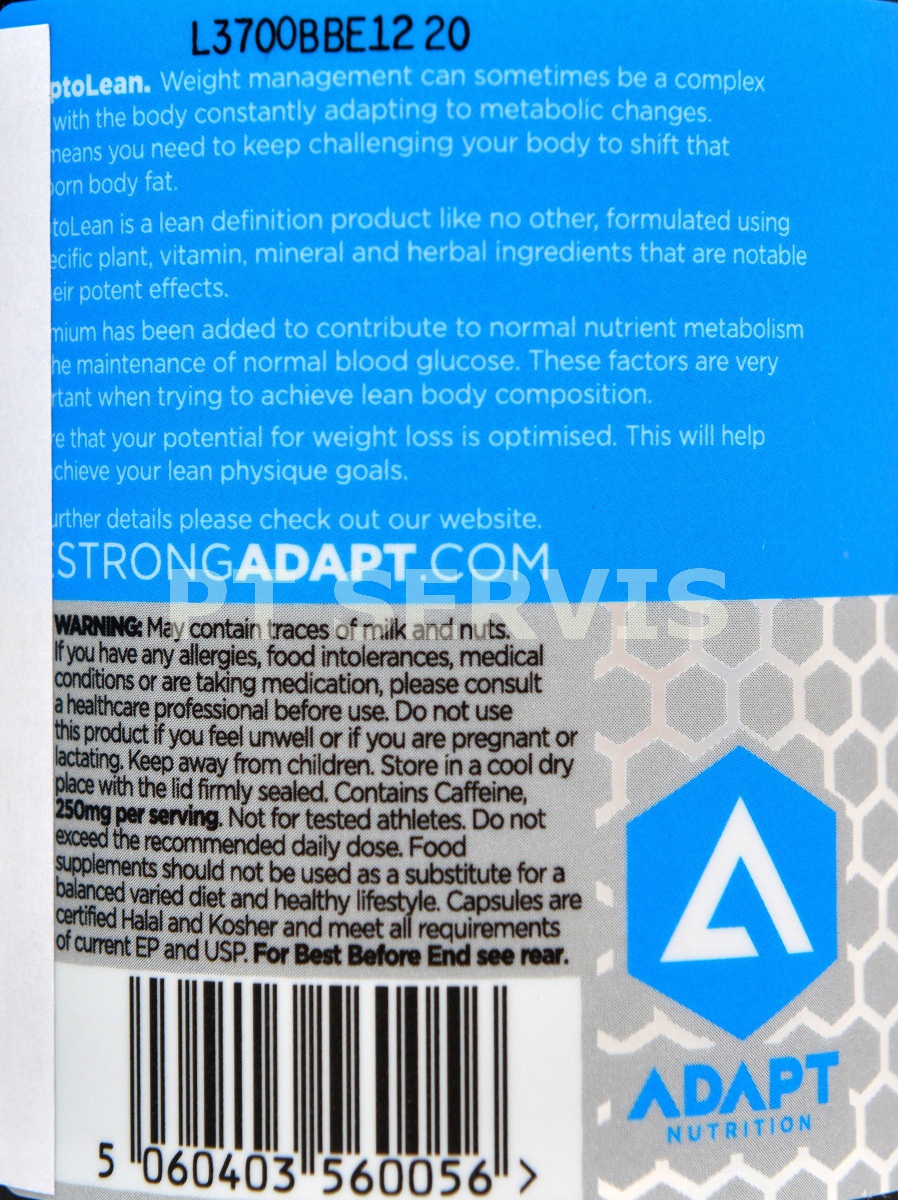 L3700BBE12 20
ptoLean. Weight management can sometimes be a complex
with the body constantly adapting to metabolic changes.
means you need to keep challenging your body to shift that
orn body fat.
toLean is a lean definition product like no other, formulated using
ecific plant, vitamin, mineral and herbal ingredients that are notable
eir potent effects.
mium has been added to contribute to normal nutrient metabolism
he maintenance of normal blood glucose. These factors are very
rtant when trying to achieve lean body composition.
re that your potential for weight loss is optimised. This will help
chieve your lean physique goals.
urther details please check out our website.
STRONGADAPT.COM
PT SERVIS
WARNING: May contain traces of milk and nuts.
If you have any allergies, food intolerances, medical
conditions or are taking medication, please consult
a healthcare professional before use. Do not use
this product if you feel unwell or if you are pregnant or
lactating. Keep away from children. Store in a cool dry
place with the lid firmly sealed. Contains Caffeine,
250mg per serving. Not for tested athletes. Do not
exceed the recommended daily dose. Food
supplements should not be used as a substitute for a
balanced varied diet and healthy lifestyle. Capsules are
certified Halal and Kosher and meet all requirements
of current EP and USP. For Best Before End see rear.
ADAPT
NUTRITION
5 060403 560056 >